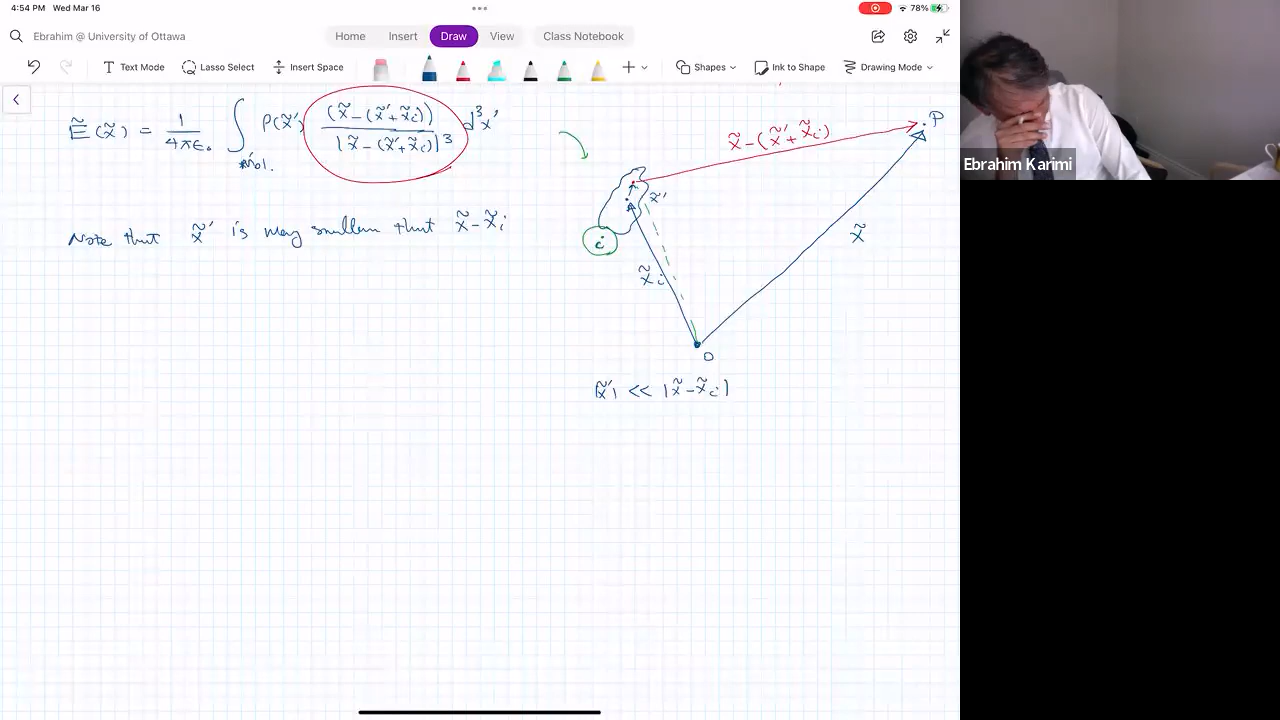 4:54 PM Wed Mar 16
78%
Ebrahim @ University of Ottawa
Home Insert Draw View Class Notebook
Text Mode Lasso Select Insert Space Shapes Ink to Shape Drawing Mode
Ẽ(x̃) = 1/4πε₀ ∫ ρ(x̃') (x̃-(x̃'+x̃i))/|x̃-(x̃'+x̃i)|³ d³x'
mol.
x̃-(x̃'+x̃i)
P
Ebrahim Karimi
x̃'
Note that x̃' is way smaller that x̃-x̃i
i
x̃
x̃i
O
|x̃'| << |x̃-x̃i|